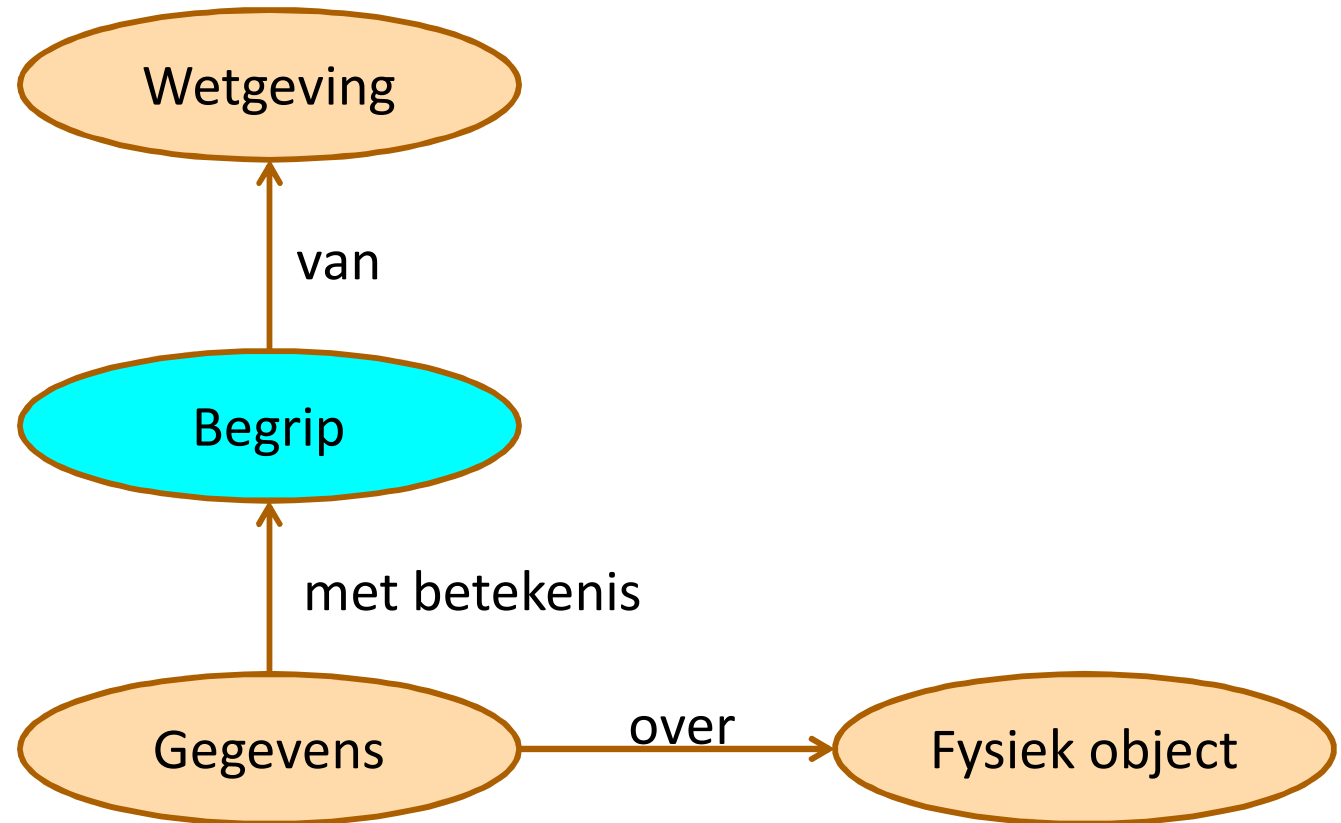 Wetgeving
van
Begrip
met betekenis
Gegevens
over
Fysiek object